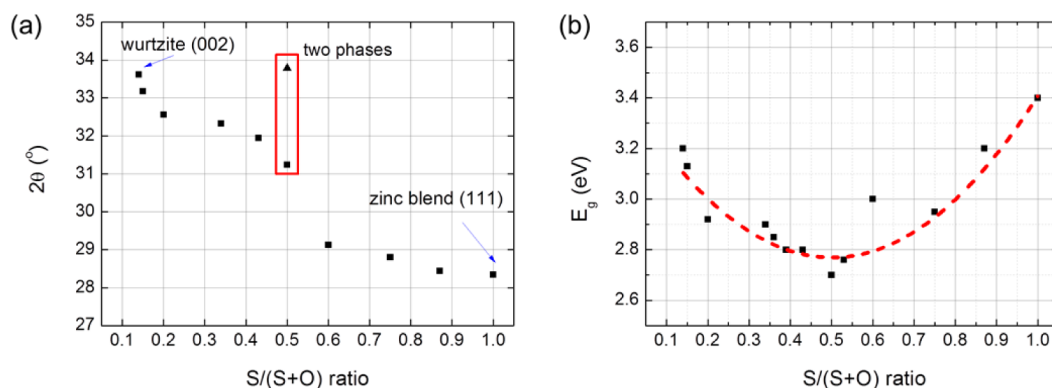 (a)
35
34
33
32
31
30
29
28
27
2θ (°)
wurtzite (002)
two phases
zinc blend (111)
0.1 0.2 0.3 0.4 0.5 0.6 0.7 0.8 0.9 1.0
S/(S+O) ratio
(b)
3.6
3.4
3.2
3.0
2.8
2.6
E_g (eV)
0.1 0.2 0.3 0.4 0.5 0.6 0.7 0.8 0.9 1.0
S/(S+O) ratio